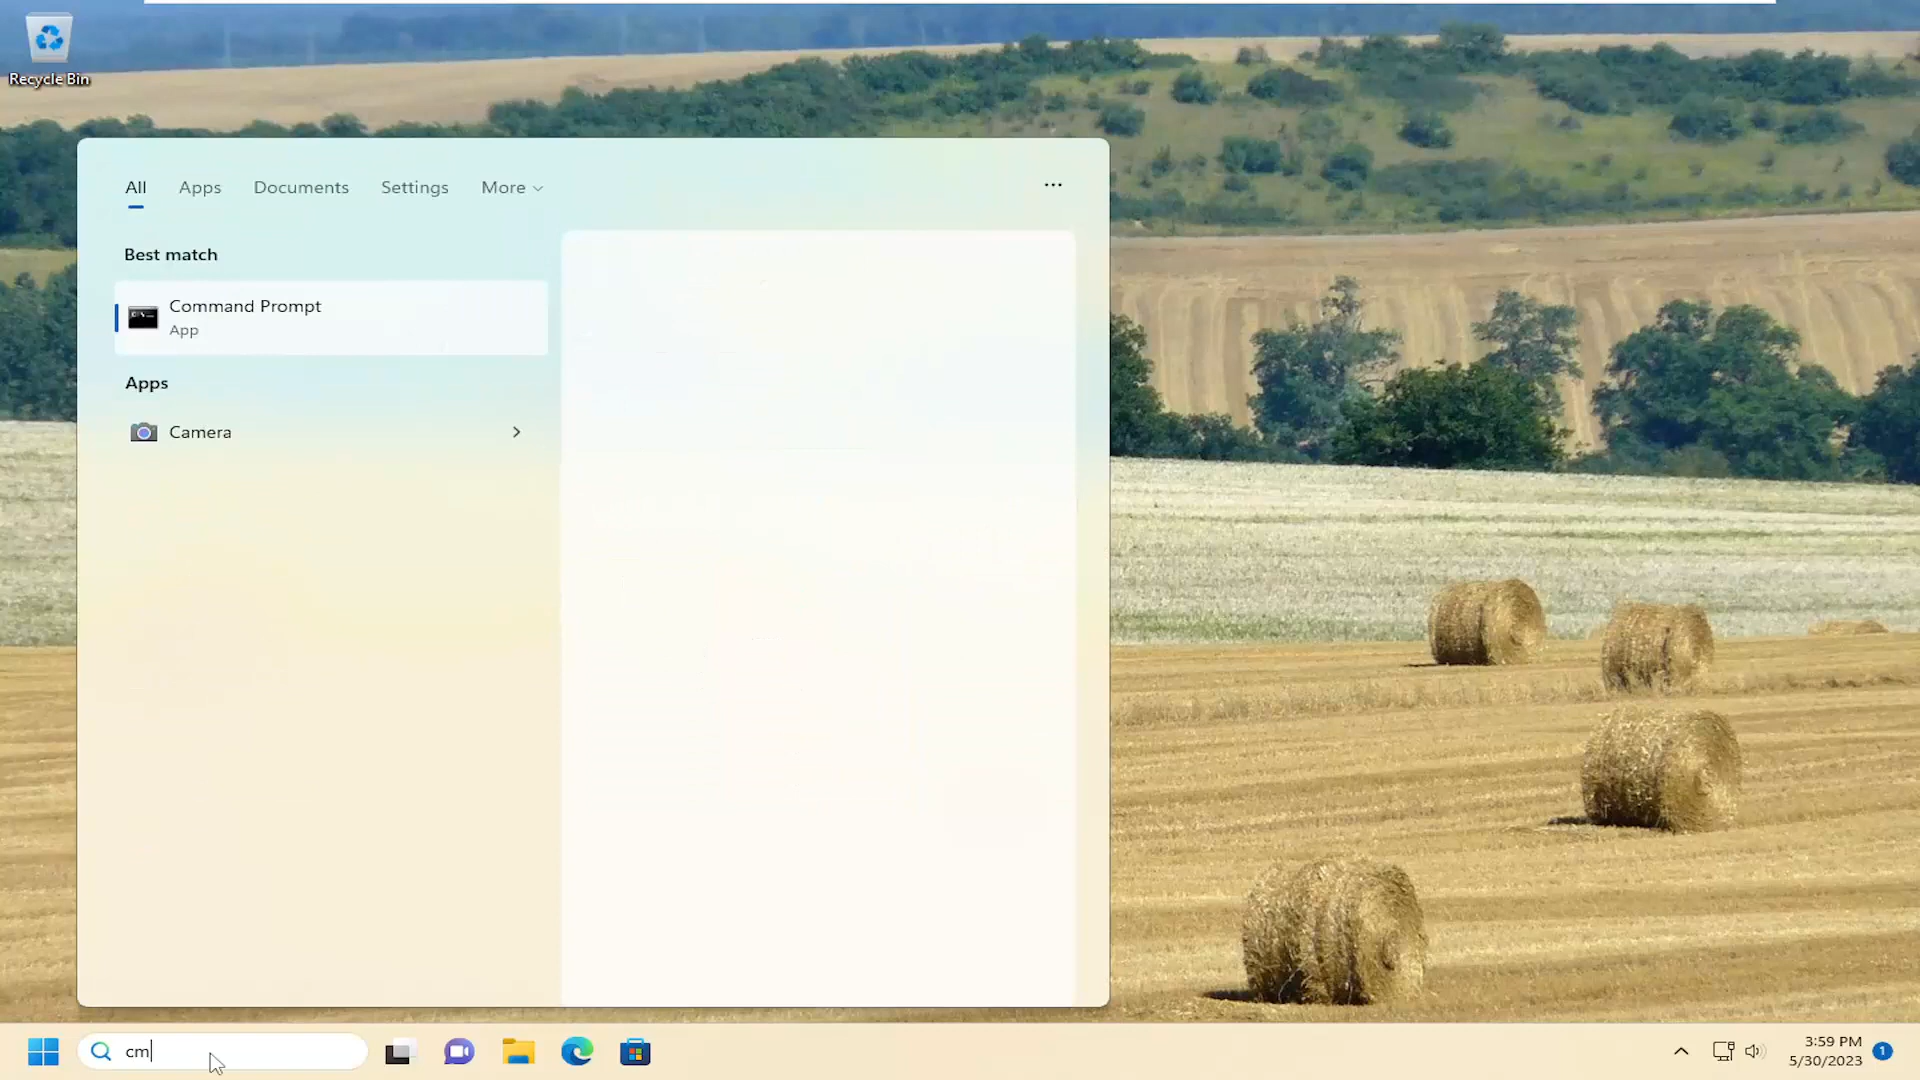 Recycle Bin
All Apps Documents Settings More ...
Best match
Command Prompt
App
Apps
Camera
cm
3:59 PM
5/30/2023
1